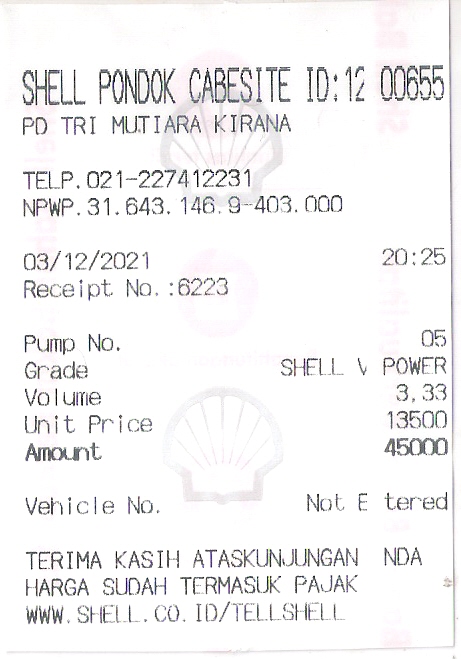 SHELL PONDOK CABESITE ID:12 00655
PD TRI MUTIARA KIRANA
TELP.021-227412231
NPWP.31.643.146.9-403.000
03/12/2021 20:25
Receipt No.:6223
Pump No. 05
Grade SHELL V POWER
Volume 3,33
Unit Price 13500
Amount 45000
Vehicle No. Not E tered
TERIMA KASIH ATASKUNJUNGAN NDA
HARGA SUDAH TERMASUK PAJAK
WWW.SHELL.CO.ID/TELLSHELL